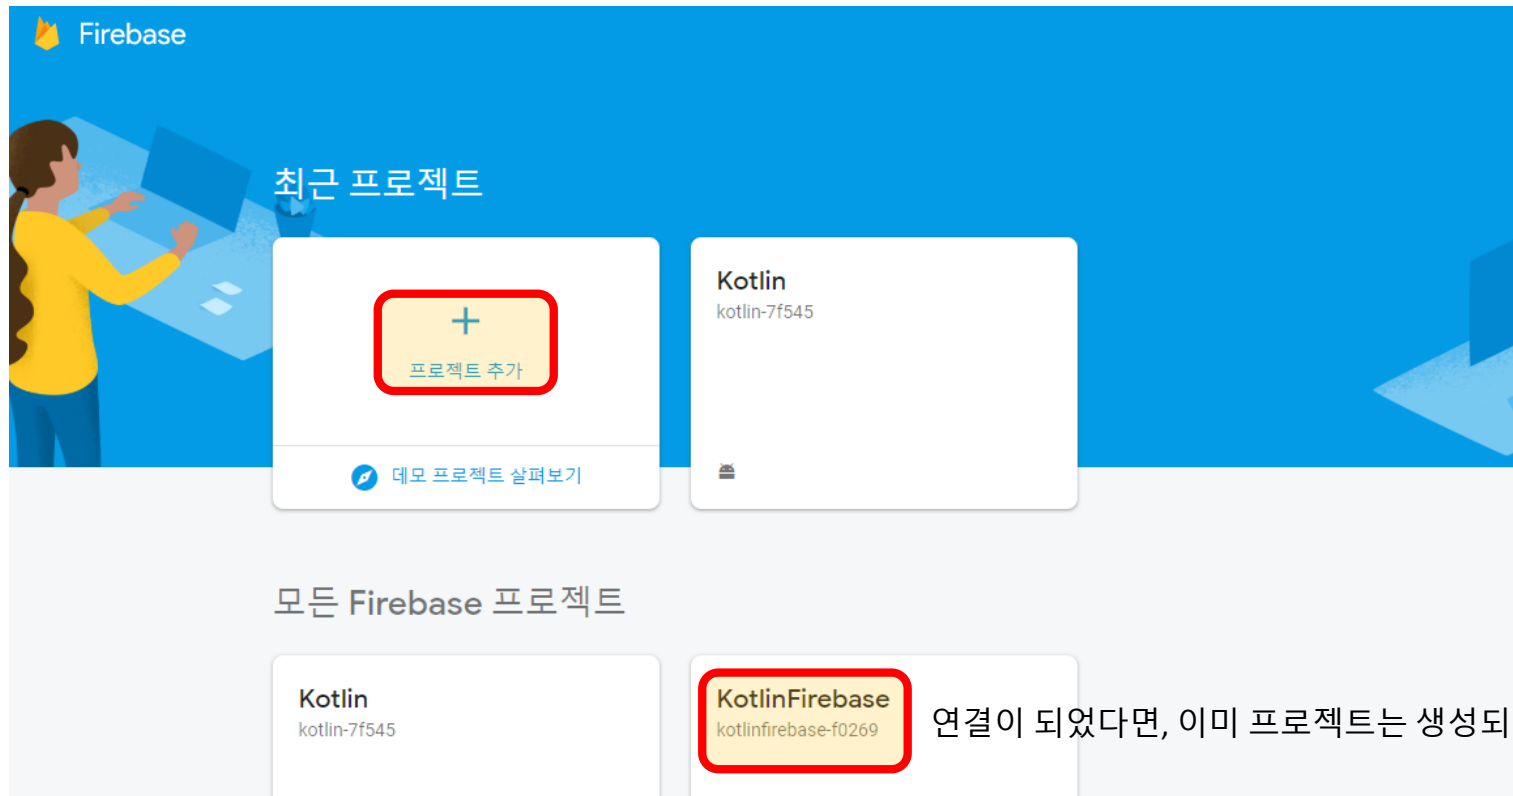 Firebase
최근 프로젝트
프로젝트 추가
데모 프로젝트 살펴보기
Kotlin
kotlin-7f545
모든 Firebase 프로젝트
Kotlin
kotlin-7f545
KotlinFirebase
kotlinfirebase-f0269
연결이 되었다면, 이미 프로젝트는 생성되